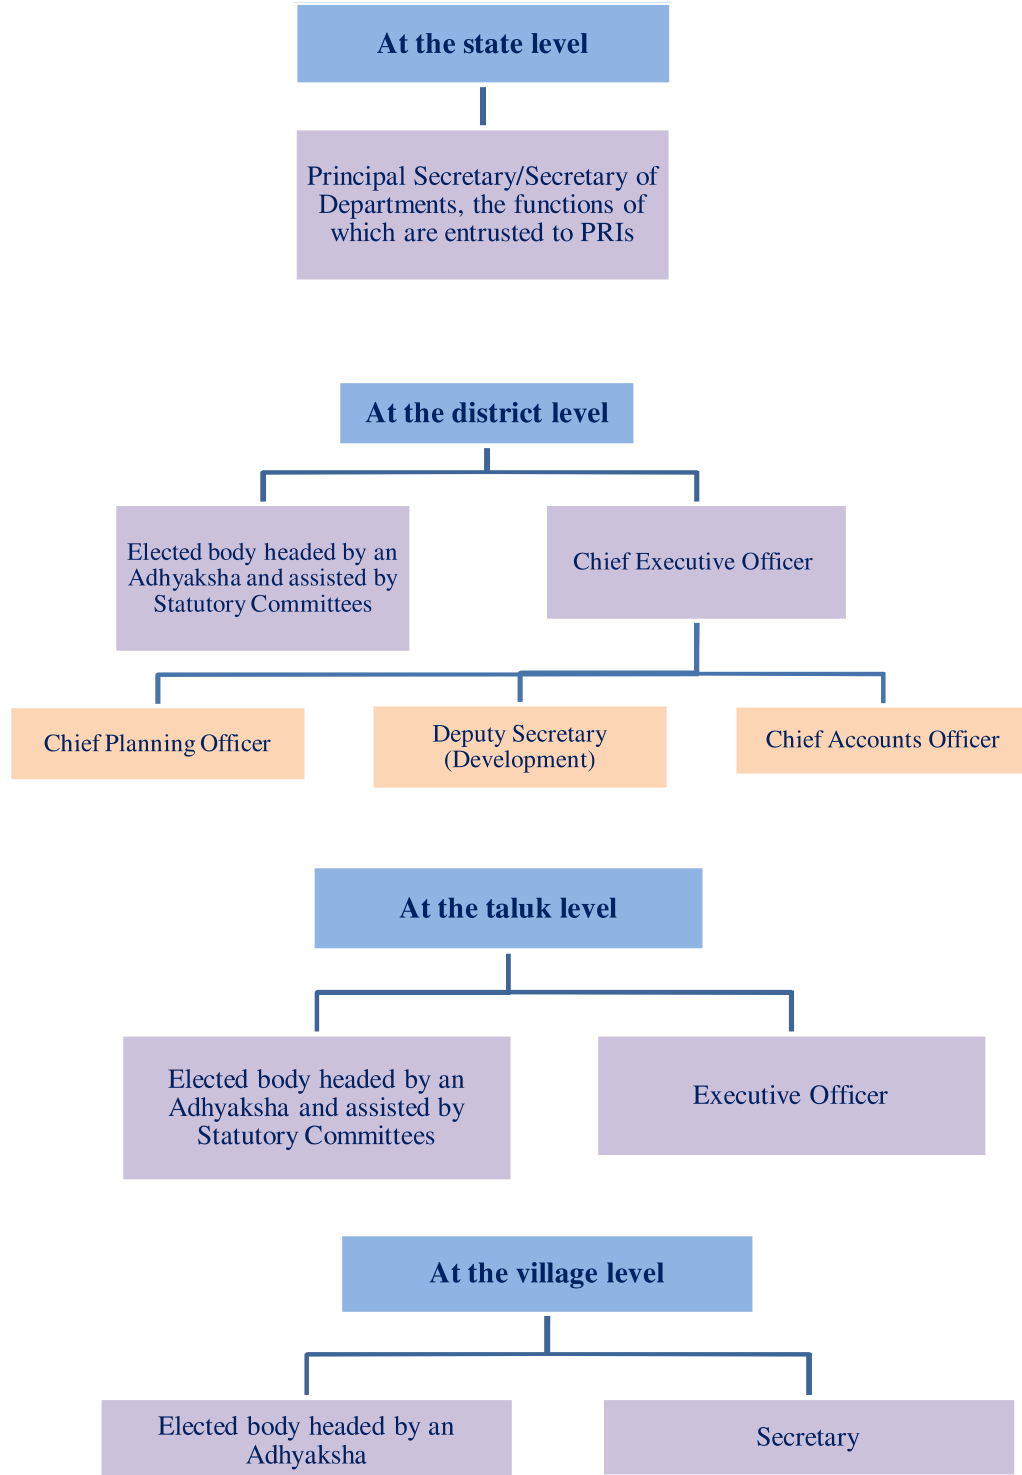 At the state level
Principal Secretary/Secretary of
Departments, the functions of
which are entrusted to PRIs
At the district level
Elected body headed by an
Adhyaksha and assisted by
Statutory Committees
Chief Executive Officer
Chief Planning Officer
Deputy Secretary
(Development)
Chief Accounts Officer
At the taluk level
Elected body headed by an
Adhyaksha and assisted by
Statutory Committees
Executive Officer
At the village level
Elected body headed by an
Adhyaksha
Secretary